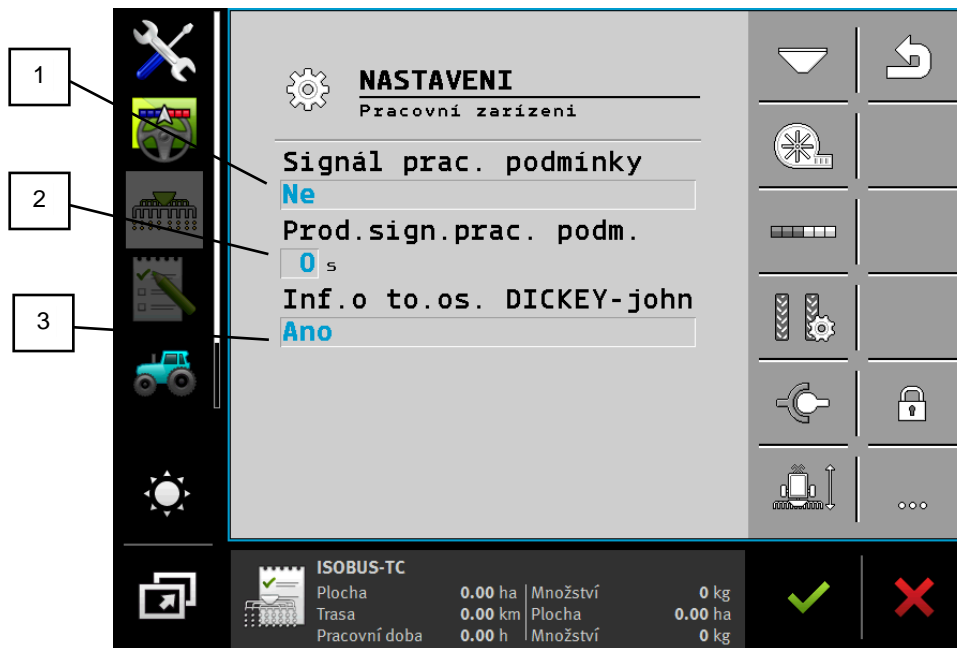 1
2
3
NASTAVENI
Pracovní zarízeni
Signál prac. podmínky
Ne
Prod.sign.prac. podm.
0 s
Inf.o to.os. DICKEY-john
Ano
ISOBUS-TC
Plocha 0.00 ha Množství 0 kg
Trasa 0.00 km Plocha 0.00 ha
Pracovní doba 0.00 h Množství 0 kg